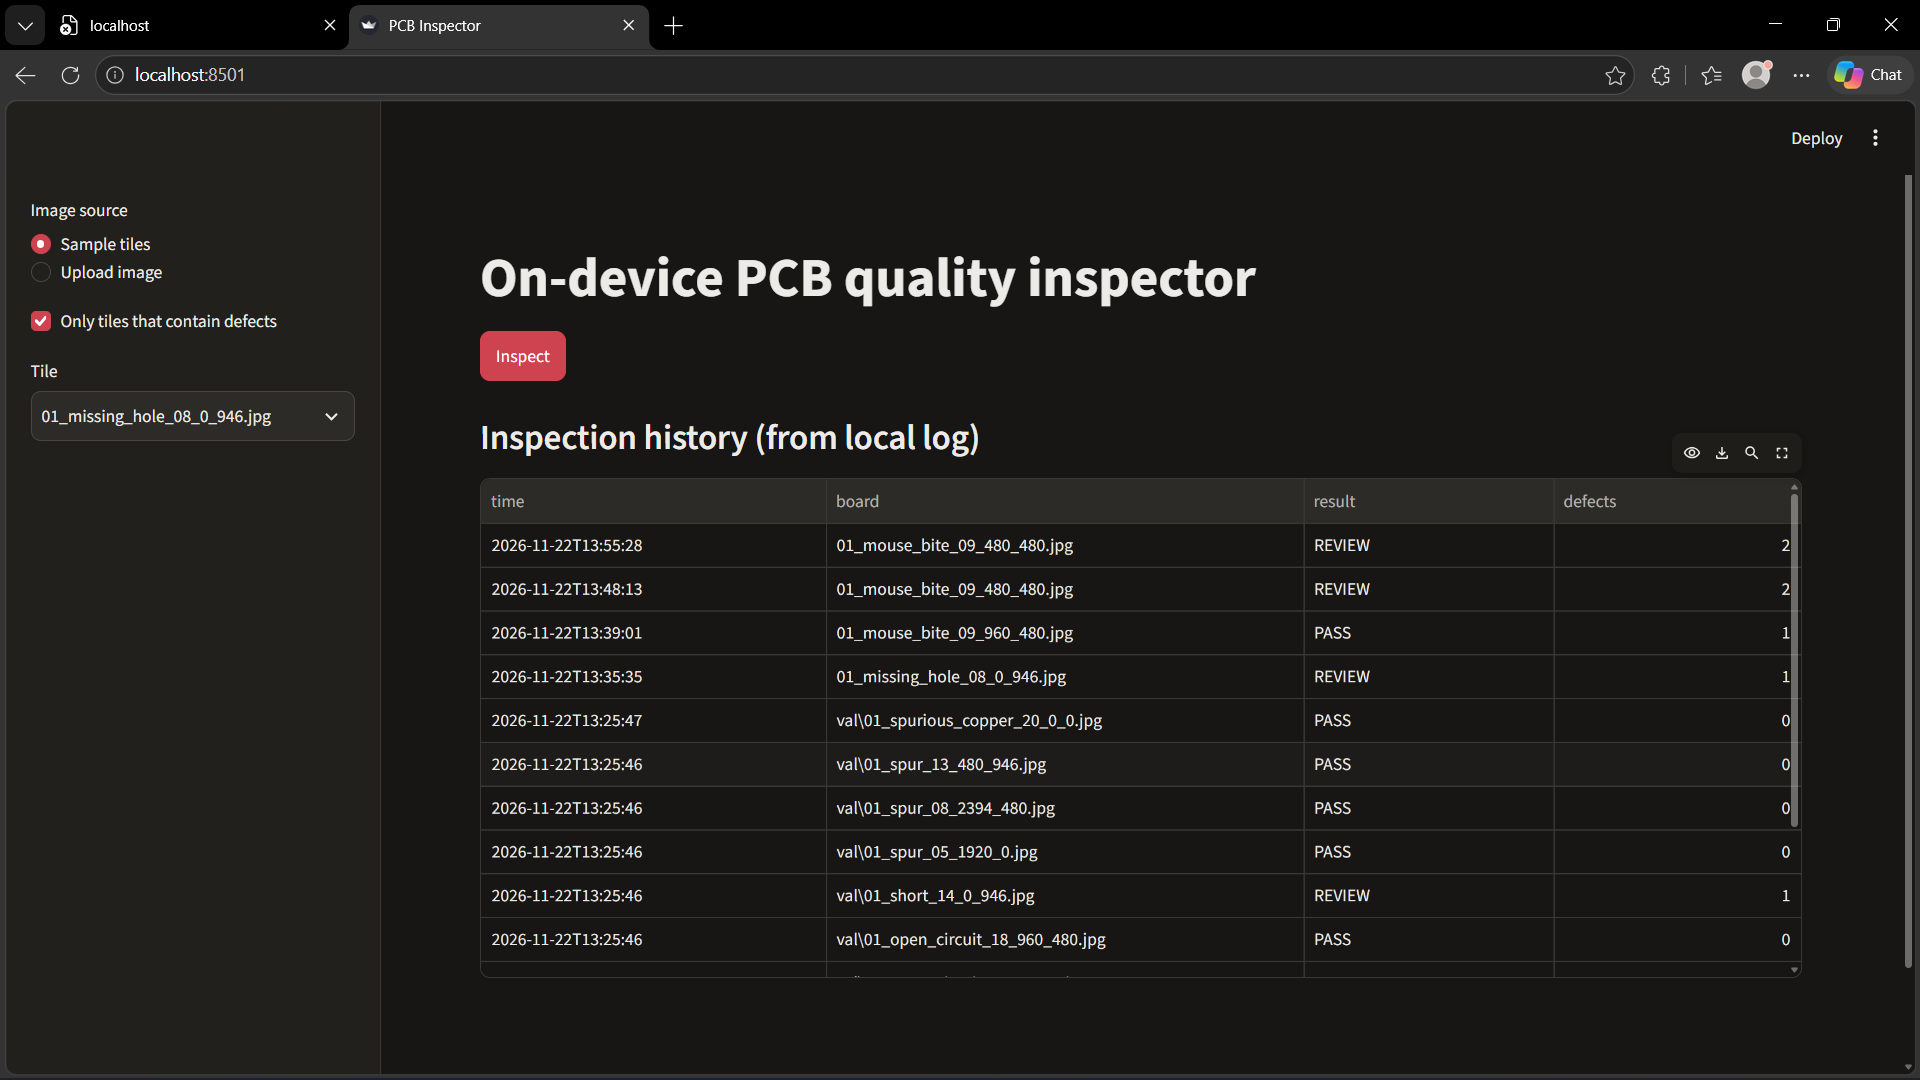 localhost
PCB Inspector
localhost:8501
Chat
Deploy
Image source
Sample tiles
Upload image
Only tiles that contain defects
Tile
01_missing_hole_08_0_946.jpg
On-device PCB quality inspector
Inspect
Inspection history (from local log)
time board result defects
2026-11-22T13:55:28 01_mouse_bite_09_480_480.jpg REVIEW 2
2026-11-22T13:48:13 01_mouse_bite_09_480_480.jpg REVIEW 2
2026-11-22T13:39:01 01_mouse_bite_09_960_480.jpg PASS 1
2026-11-22T13:35:35 01_missing_hole_08_0_946.jpg REVIEW 1
2026-11-22T13:25:47 val\01_spurious_copper_20_0_0.jpg PASS 0
2026-11-22T13:25:46 val\01_spur_13_480_946.jpg PASS 0
2026-11-22T13:25:46 val\01_spur_08_2394_480.jpg PASS 0
2026-11-22T13:25:46 val\01_spur_05_1920_0.jpg PASS 0
2026-11-22T13:25:46 val\01_short_14_0_946.jpg REVIEW 1
2026-11-22T13:25:46 val\01_open_circuit_18_960_480.jpg PASS 0